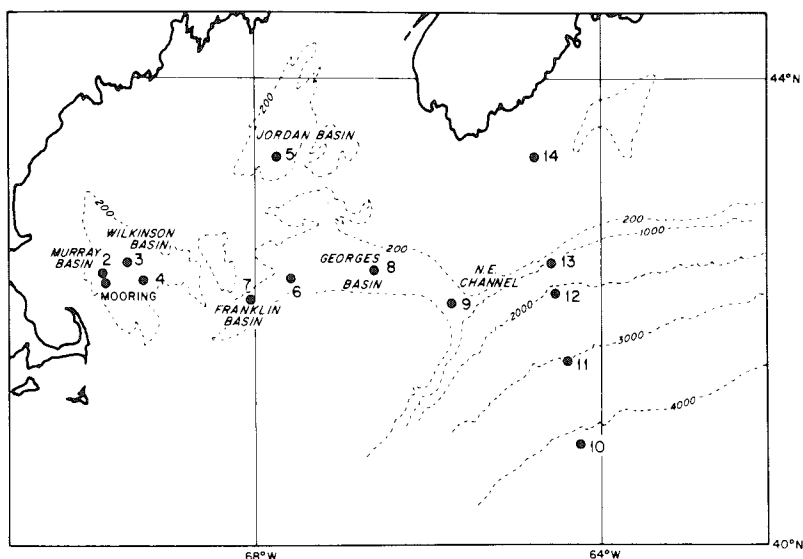 44°N
200
JORDAN BASIN
5
14
200
WILKINSON
BASIN
MURRAY
BASIN
2
3
4
MOORING
7
FRANKLIN
BASIN
6
GEORGES
BASIN
8
200
N.E.
CHANNEL
9
200
1000
13
12
2000
3000
11
4000
10
68°W
64°W
40°N